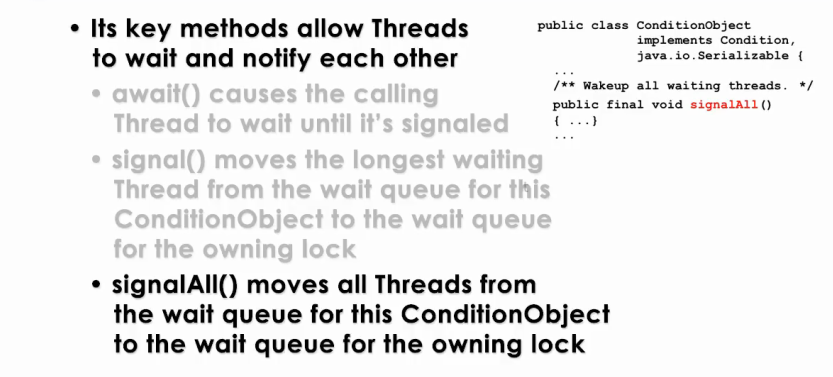 • Its key methods allow Threads
to wait and notify each other
• await() causes the calling
Thread to wait until it's signaled
• signal() moves the longest waiting
Thread from the wait queue for this
ConditionObject to the wait queue
for the owning lock
• signalAll() moves all Threads from
the wait queue for this ConditionObject
to the wait queue for the owning lock
public class ConditionObject
implements Condition,
java.io.Serializable {
...
/** Wakeup all waiting threads. */
public final void signalAll()
{ ...}
...